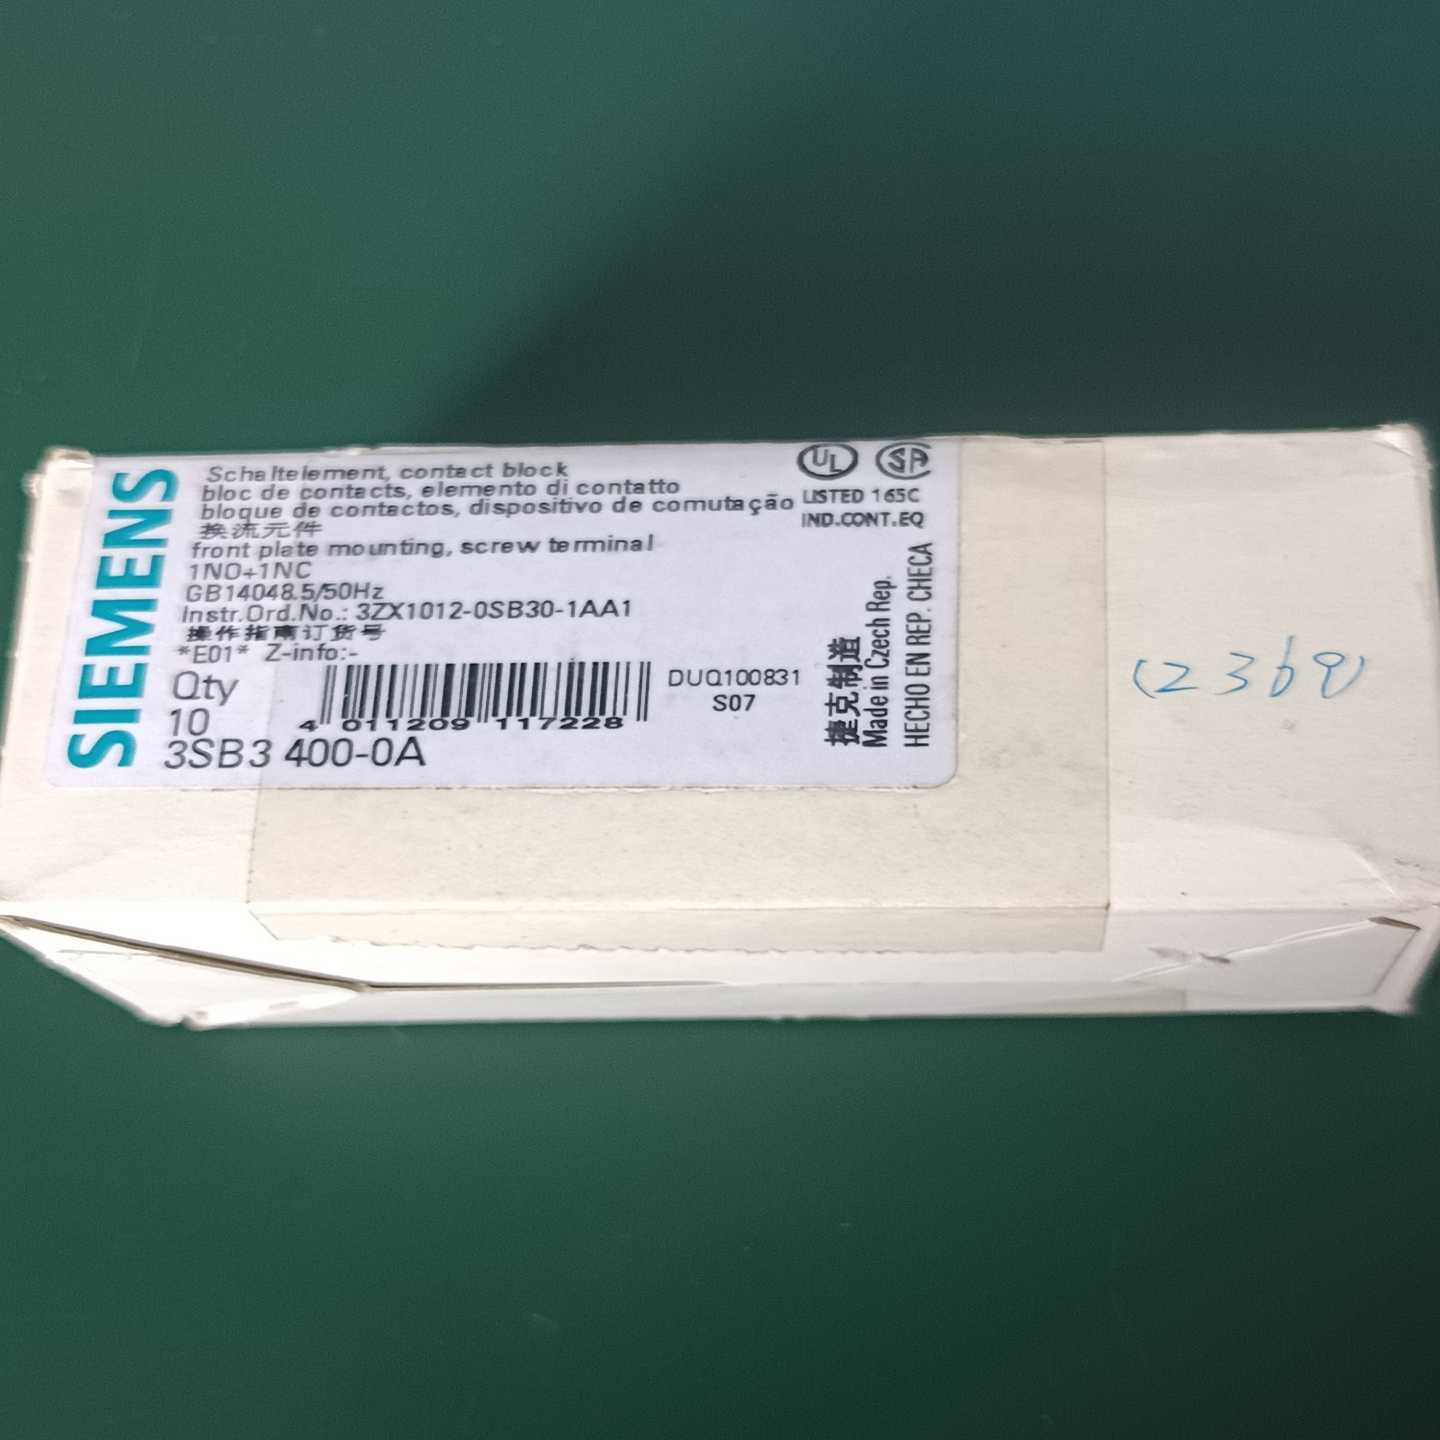 SIEMENS
Schaltelement, contact block
bloc de contacts, elemento di contatto
bloque de contactos, dispositivo de comutação
换流元件
front plate mounting, screw terminal
1NO+1NC
GB14048.5/50Hz
Instr.Ord.No.: 3ZX1012-0SB30-1AA1
操作指南订货号
*E01* Z-info:-
Qty
10
4 011209 117228
3SB3 400-0A
DUQ100831
S07
UL
SA
LISTED 165C
IND.CONT.EQ
捷克制造
Made in Czech Rep.
HECHO EN REP. CHECA